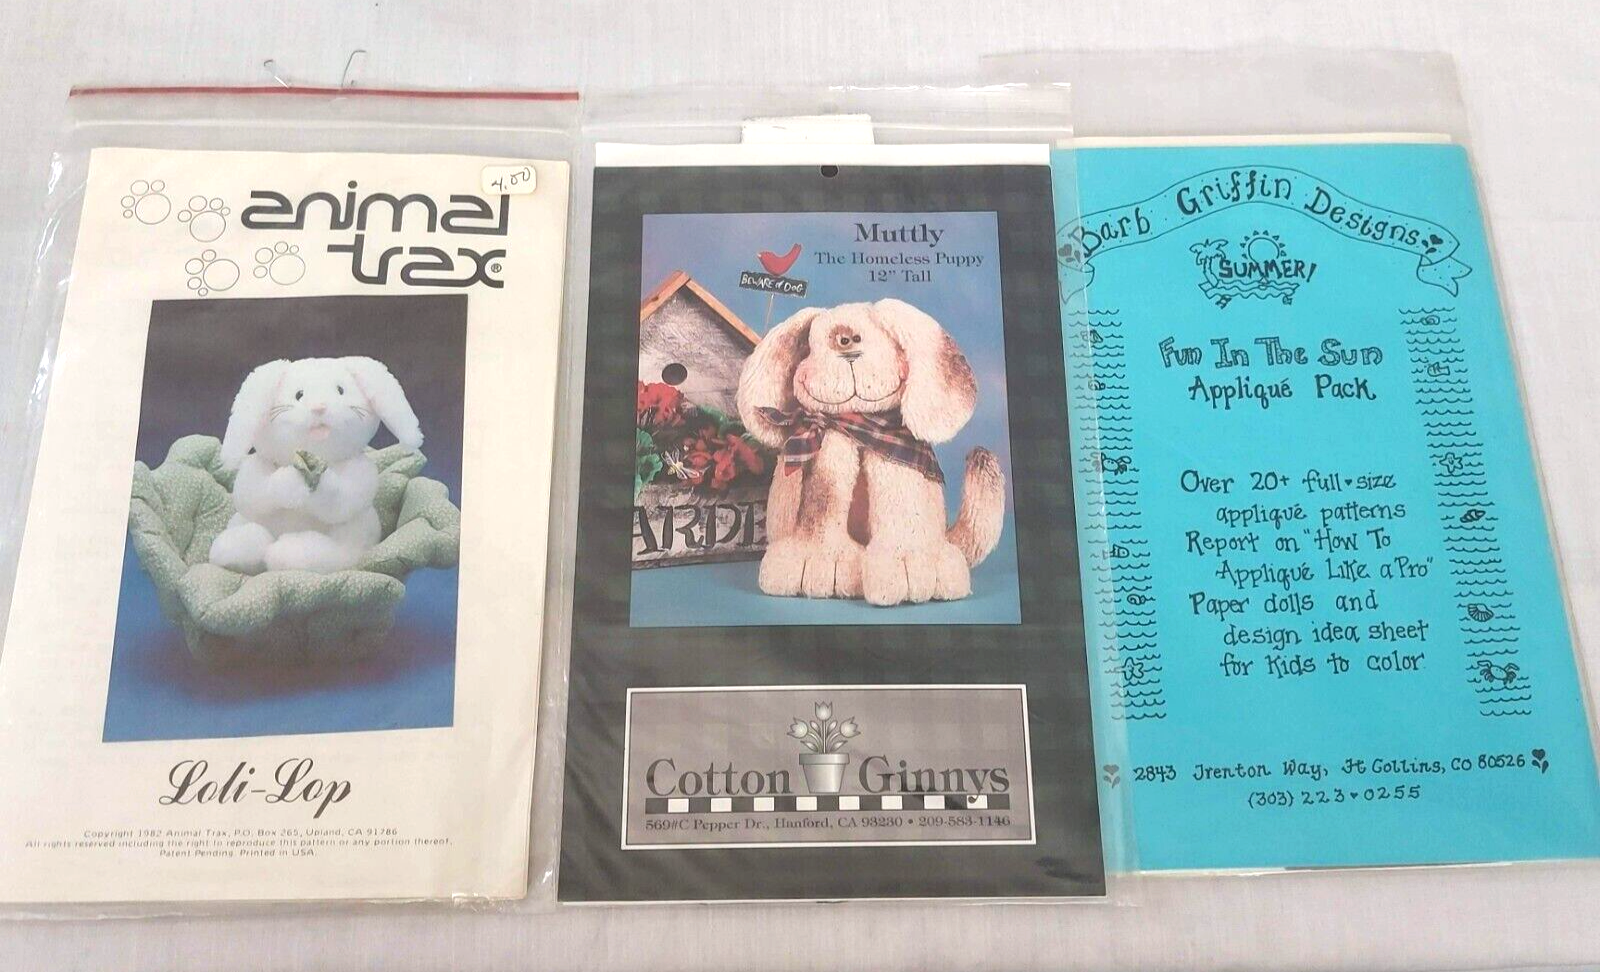 4.00
animal
trax®
Loli-Lop
Copyright 1982 Animal Trax, P.O. Box 265, Upland, CA 91786
All rights reserved including the right to reproduce this pattern or any portion thereof,
Patent Pending. Printed in USA.
Muttly
The Homeless Puppy
12" Tall
BEWARE of DOG
ARDE
Cotton Ginnys
569#C Pepper Dr., Hanford, CA 93230 • 209-583-1146
Barb Griffin Designs
SUMMER!
Fun In The Sun
Appliqué Pack
Over 20+ full-size
appliqué patterns
Report on "How To
Appliqué Like a Pro"
Paper dolls and
design idea sheet
for kids to color
2843 Trenton Way, Ft Collins, CO 80526
(303) 223♥0255